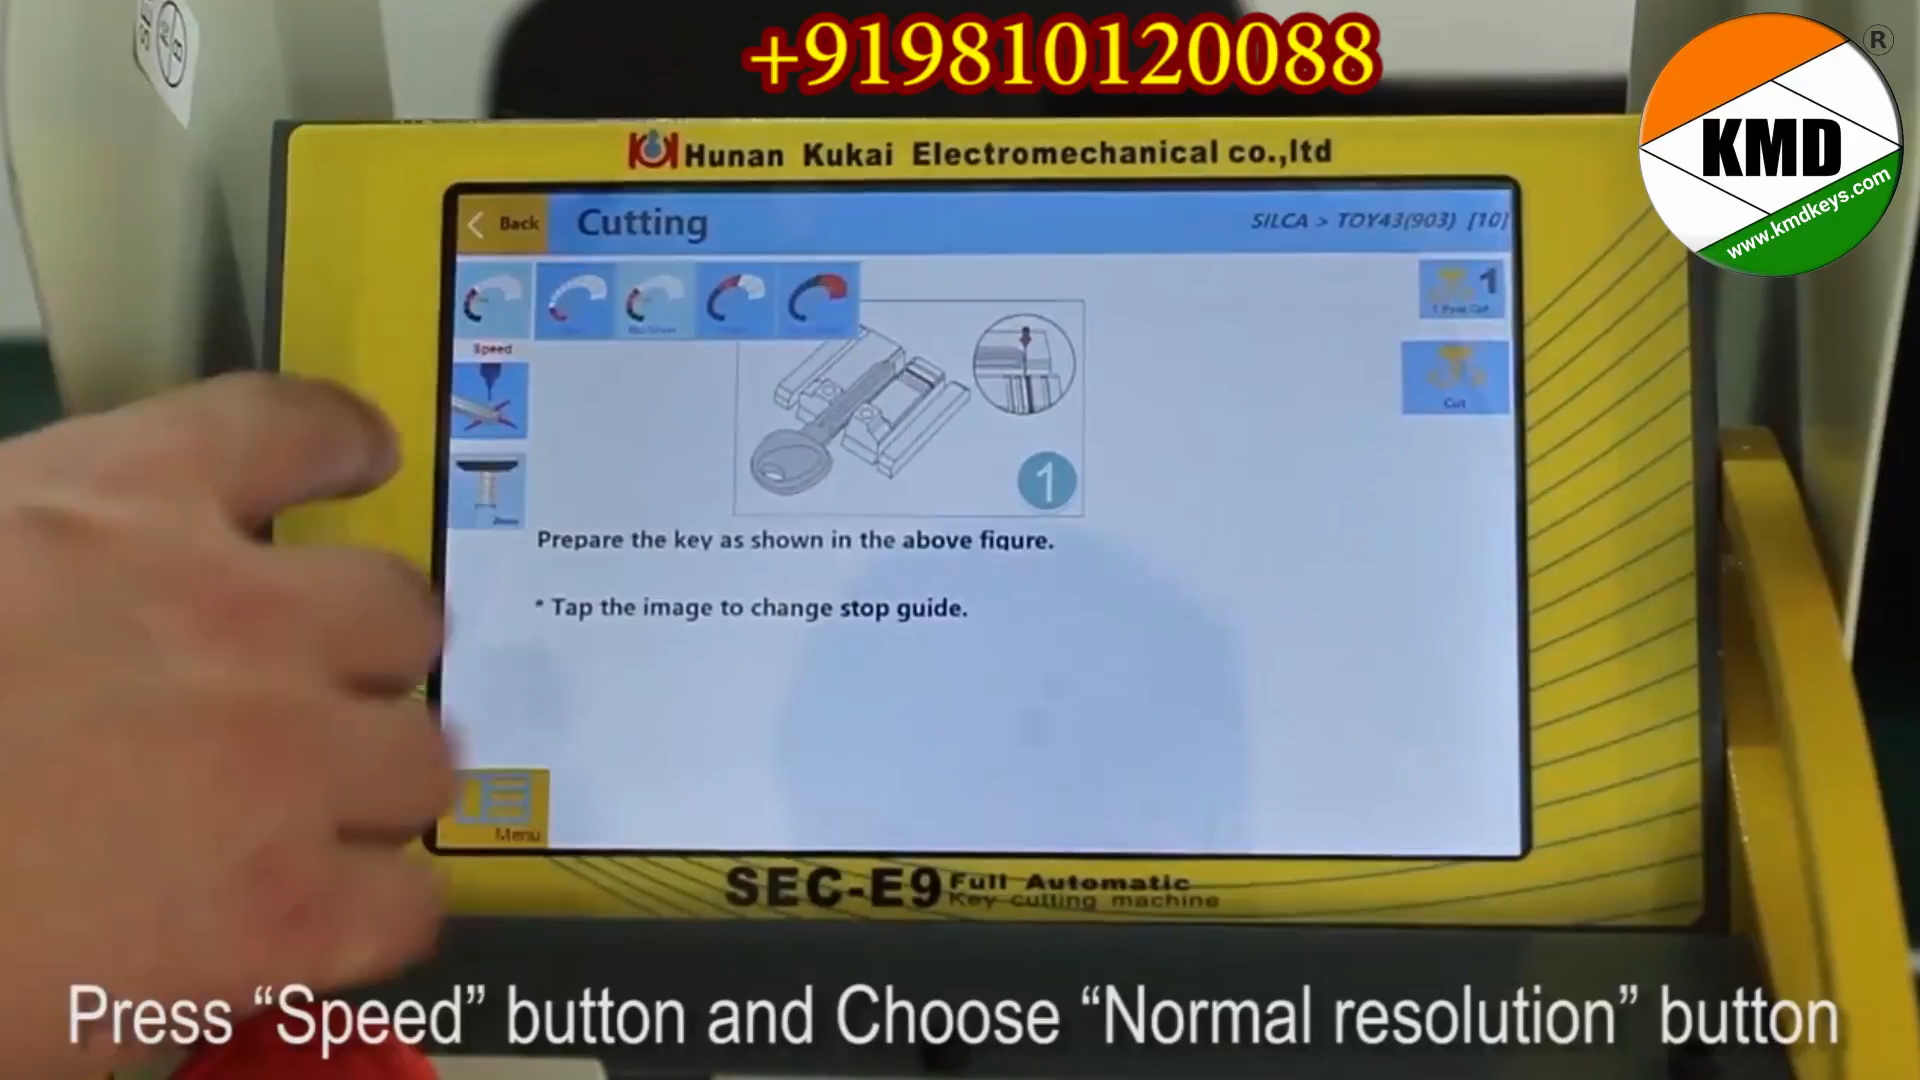 +919810120088
KMD
®
www.kmdkeys.com
Hunan Kukai Electromechanical co.,ltd
Back
Cutting
SILCA > TOY43(903) [10]
Speed
1
Cut
1
Prepare the key as shown in the above figure.
* Tap the image to change stop guide.
Menu
SEC-E9 Full Automatic
Key cutting machine
Press “Speed” button and Choose “Normal resolution” button